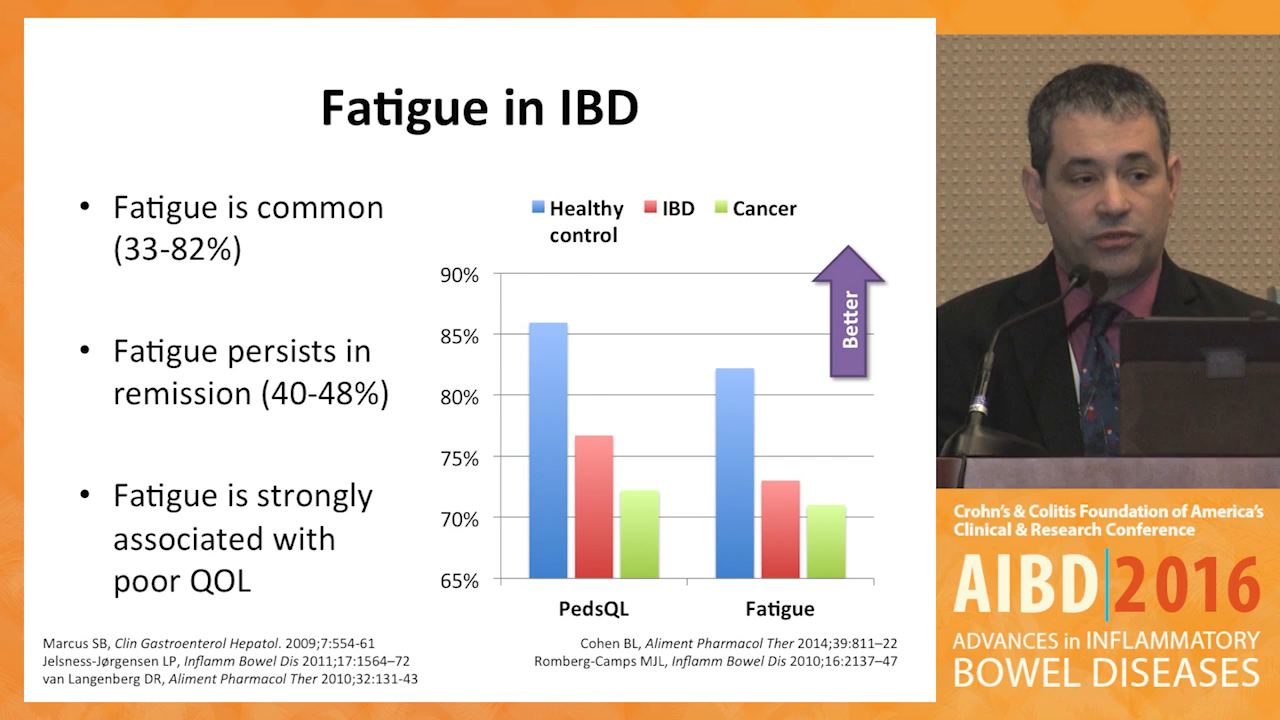 Fatigue in IBD
• Fatigue is common
(33-82%)
• Fatigue persists in
remission (40-48%)
• Fatigue is strongly
associated with
poor QOL
Healthy
control
IBD
Cancer
Better
90%
85%
80%
75%
70%
65%
PedsQL
Fatigue
Marcus SB, Clin Gastroenterol Hepatol. 2009;7:554-61
Jelsness-Jørgensen LP, Inflamm Bowel Dis 2011;17:1564–72
van Langenberg DR, Aliment Pharmacol Ther 2010;32:131-43
Cohen BL, Aliment Pharmacol Ther 2014;39:811–22
Romberg-Camps MJL, Inflamm Bowel Dis 2010;16:2137–47
Crohn's & Colitis Foundation of America's
Clinical & Research Conference
AIBD|2016
ADVANCES in INFLAMMATORY
BOWEL DISEASES